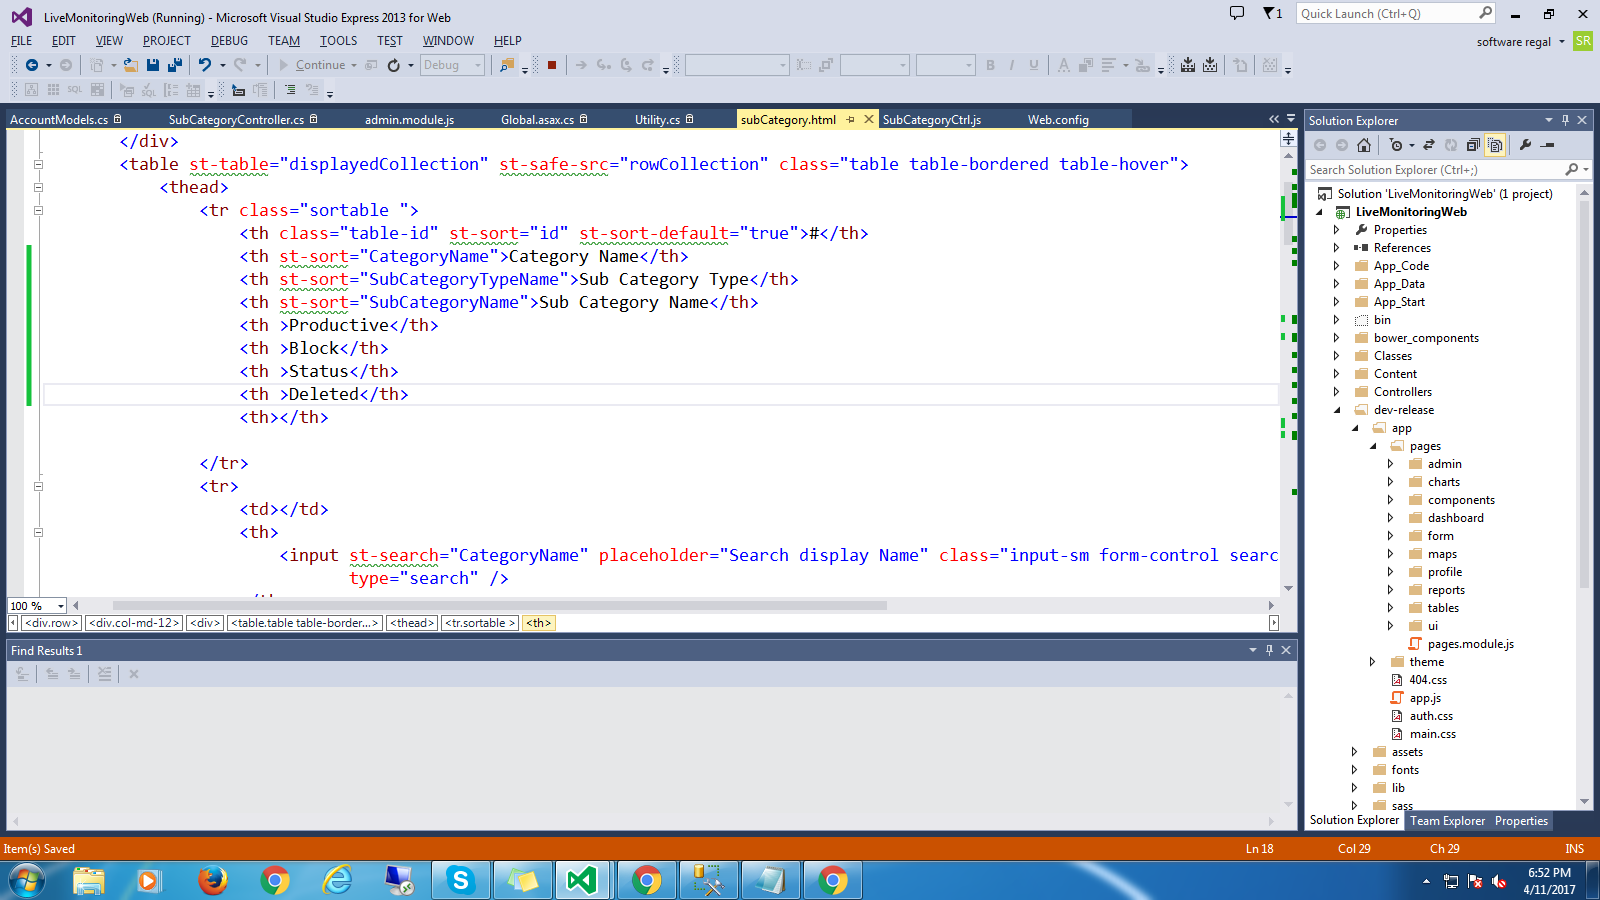 LiveMonitoringWeb (Running) - Microsoft Visual Studio Express 2013 for Web
1
Quick Launch (Ctrl+Q)
FILE EDIT VIEW PROJECT DEBUG TEAM TOOLS TEST WINDOW HELP
software regal SR
Continue Debug
B I U A
SQL SQL
AccountModels.cs SubCategoryController.cs admin.module.js Global.asax.cs Utility.cs subCategory.html SubCategoryCtrl.js Web.config
</div>
<table st-table="displayedCollection" st-safe-src="rowCollection" class="table table-bordered table-hover">
<thead>
<tr class="sortable ">
<th class="table-id" st-sort="id" st-sort-default="true">#</th>
<th st-sort="CategoryName">Category Name</th>
<th st-sort="SubCategoryTypeName">Sub Category Type</th>
<th st-sort="SubCategoryName">Sub Category Name</th>
<th >Productive</th>
<th >Block</th>
<th >Status</th>
<th >Deleted</th>
<th></th>
</tr>
<tr>
<td></td>
<th>
<input st-search="CategoryName" placeholder="Search display Name" class="input-sm form-control searc
type="search" />
100 %
<div.row> <div.col-md-12> <div> <table.table table-border...> <thead> <tr.sortable > <th>
Find Results 1
Solution Explorer
Search Solution Explorer (Ctrl+;)
Solution 'LiveMonitoringWeb' (1 project)
LiveMonitoringWeb
Properties
References
App_Code
App_Data
App_Start
bin
bower_components
Classes
Content
Controllers
dev-release
app
pages
admin
charts
components
dashboard
form
maps
profile
reports
tables
ui
pages.module.js
theme
404.css
app.js
auth.css
main.css
assets
fonts
lib
sass
Solution Explorer Team Explorer Properties
Item(s) Saved Ln 18 Col 29 Ch 29 INS
6:52 PM
4/11/2017